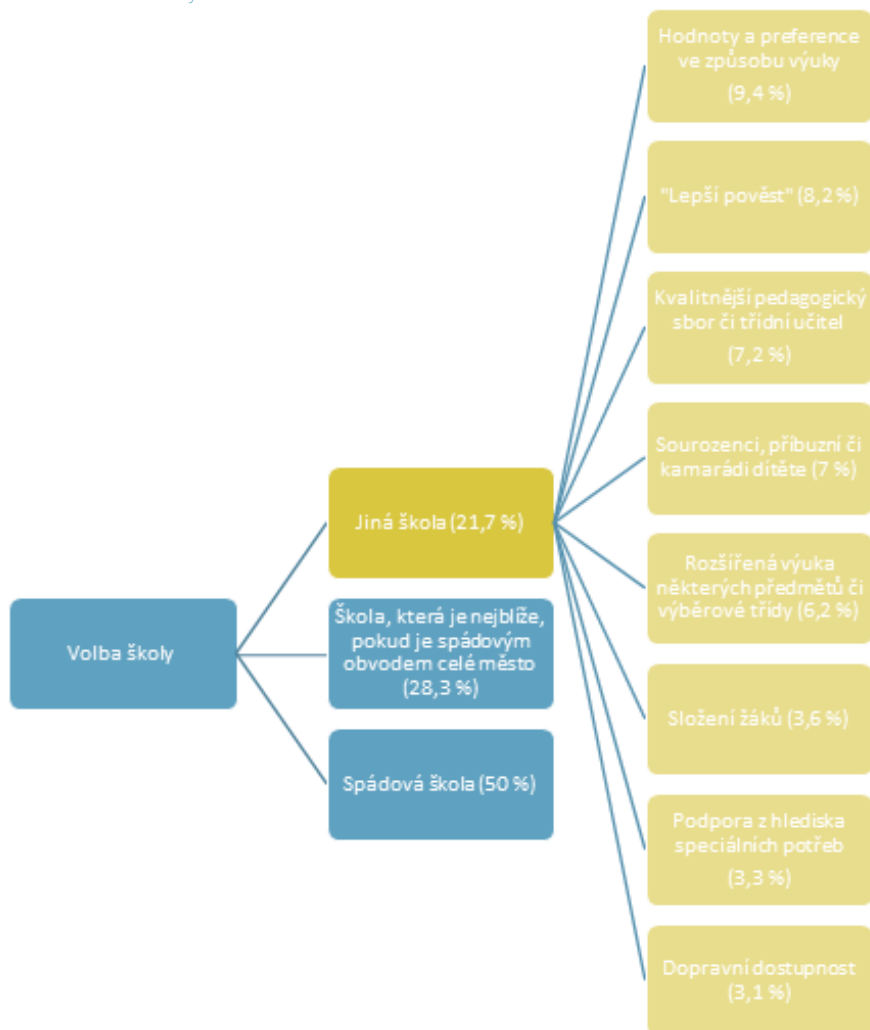 Volba školy
Jiná škola (21,7 %)
Škola, která je nejblíže,
pokud je spádovým
obvodem celé město
(28,3 %)
Spádová škola (50 %)
Hodnoty a preference
ve způsobu výuky
(9,4 %)
"Lepší pověst" (8,2 %)
Kvalitnější pedagogický
sbor či třídní učitel
(7,2 %)
Sourozenci, příbuzní či
kamarádi dítěte (7 %)
Rozšířená výuka
některých předmětů či
výběrové třídy (6,2 %)
Složení žáků (3,6 %)
Podpora z hlediska
speciálních potřeb
(3,3 %)
Dopravní dostupnost
(3,1 %)